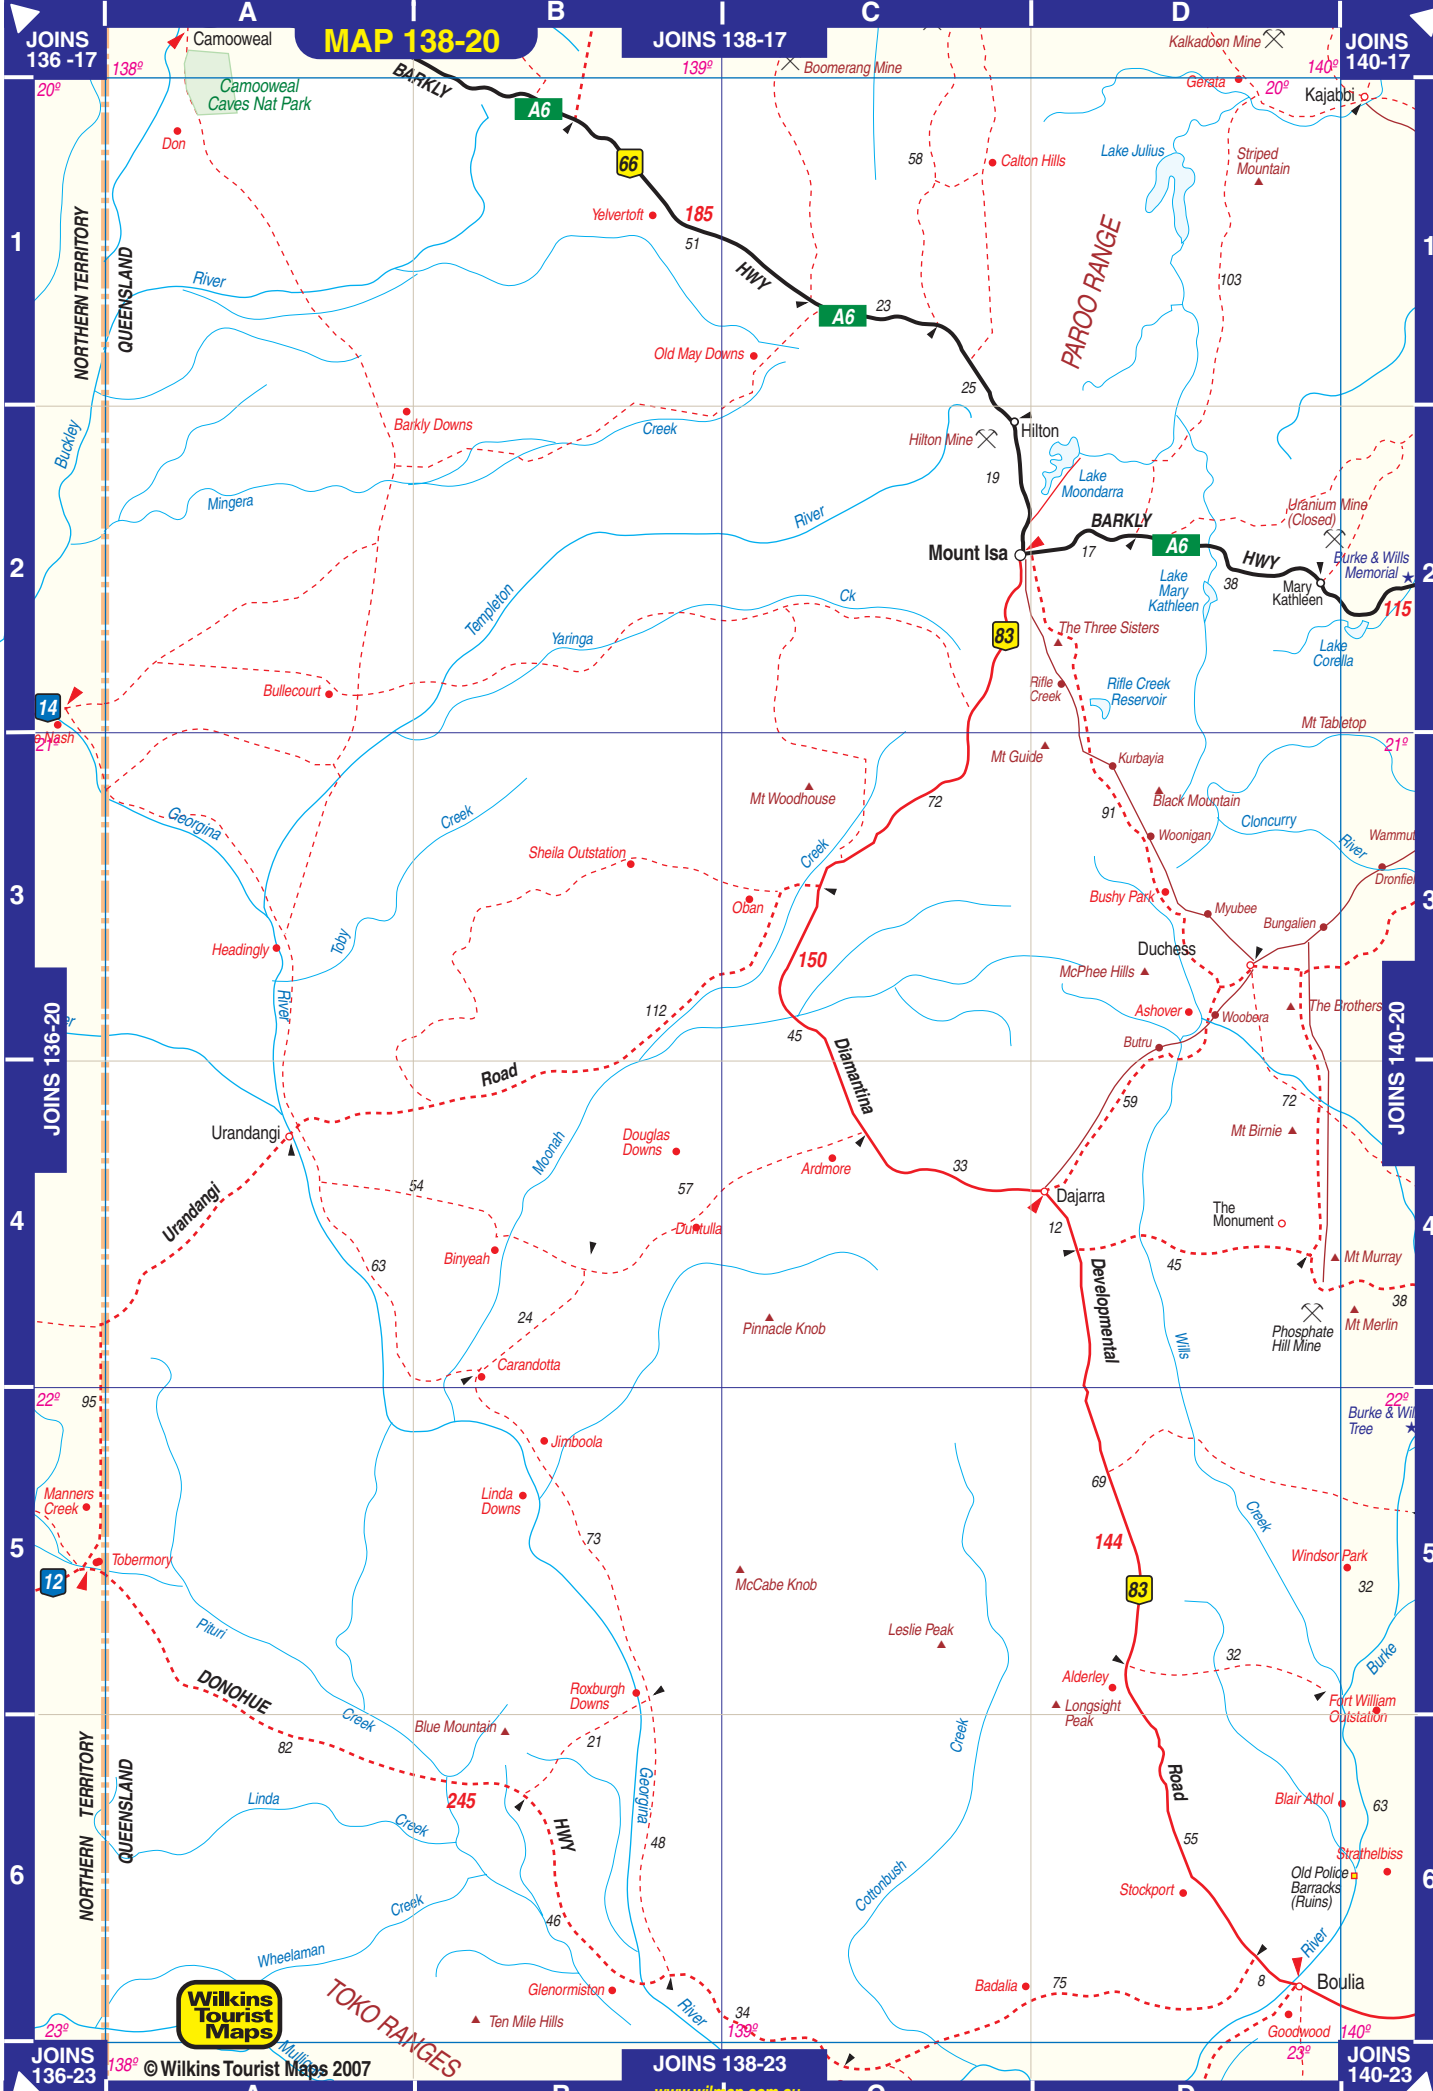 A
B
C
D
JOINS
136 -17
MAP 138-20
JOINS 138-17
JOINS
140-17
Camooweal
138º
139º
140º
20º
20º
Camooweal
Caves Nat Park
Don
BARKLY
A6
66
Boomerang Mine
Kalkadoon Mine
Gerata
Kajabbi
58
Calton Hills
Lake Julius
Striped
Mountain
Yelvertoft
185
51
HWY
1
1
NORTHERN TERRITORY
QUEENSLAND
River
A6
23
PAROO RANGE
103
Old May Downs
25
Barkly Downs
Creek
Hilton
Hilton Mine
Buckley
Mingera
19
Lake
Moondarra
River
Uranium Mine
(Closed)
BARKLY
Mount Isa
17
A6
HWY
38
Burke & Wills
Memorial
Mary
Kathleen
115
2
2
Lake
Mary
Kathleen
Templeton
Ck
Yaringa
83
The Three Sisters
Lake
Corella
Bullecourt
Rifle
Creek
Rifle Creek
Reservoir
14
Nash
21º
Mt Tabletop
21º
Mt Guide
Kurbayia
Mt Woodhouse
72
Black Mountain
91
Georgina
Creek
Woonigan
Cloncurry
River
Wammut
Sheila Outstation
Creek
Dronfie
3
3
Oban
Bushy Park
Myubee
Bungalien
Toby
Headingly
Duchess
150
McPhee Hills
River
112
Ashover
Woobera
The Brothers
JOINS 136-20
JOINS 140-20
45
Butru
Diamantina
Road
59
72
Urandangi
Moonah
Douglas
Downs
Mt Birnie
Ardmore
54
57
33
Dajarra
Urandangi
4
4
The
Monument
Duntulla
12
Binyeah
63
45
Mt Murray
Developmental
24
38
Pinnacle Knob
Phosphate
Hill Mine
Mt Merlin
Wills
Carandotta
22º
95
22º
Burke & Wil
Tree
Jimboola
69
Manners
Creek
Linda
Downs
Creek
73
144
5
5
Tobermory
Windsor Park
12
McCabe Knob
83
32
Pituri
Leslie Peak
32
Burke
DONOHUE
Roxburgh
Downs
Alderley
Longsight
Peak
Fort William
Outstation
Creek
Blue Mountain
21
Creek
82
NORTHERN TERRITORY
QUEENSLAND
Georgina
Road
Linda
245
Creek
HWY
Blair Athol
63
48
55
Strathelbiss
6
6
Old Police
Barracks
(Ruins)
Cottonbush
Stockport
Creek
46
Wheelaman
River
Glenormiston
Badalia
75
8
Boulia
Wilkins
Tourist
Maps
TOKO RANGES
Ten Mile Hills
River
34
Goodwood
23º
139º
140º
23º
JOINS
136-23
138º
© Wilkins Tourist Maps 2007
JOINS 138-23
JOINS
140-23